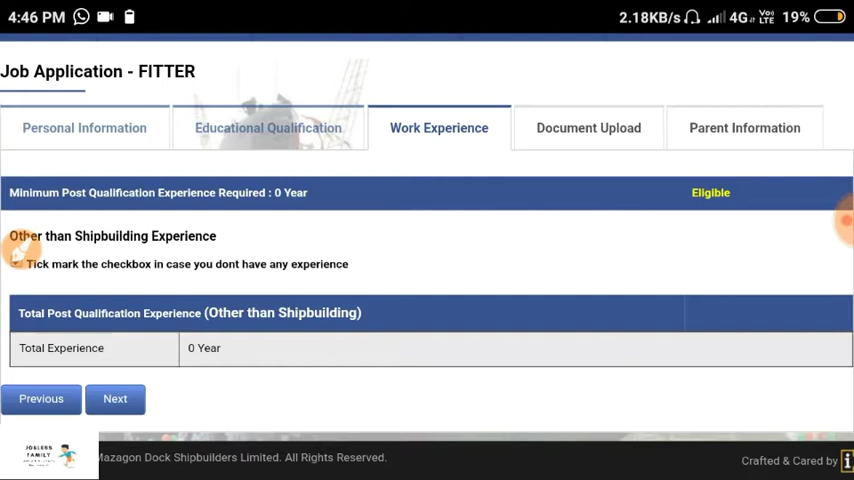 4:46 PM 2.18KB/s 4G Vo) LTE 19%
Job Application - FITTER
Personal Information Educational Qualification Work Experience Document Upload Parent Information
Minimum Post Qualification Experience Required : 0 Year Eligible
Other than Shipbuilding Experience
Tick mark the checkbox in case you dont have any experience
Total Post Qualification Experience (Other than Shipbuilding)
Total Experience 0 Year
Previous Next
JOBLESS
FAMILY
Mazagon Dock Shipbuilders Limited. All Rights Reserved.
Crafted & Cared by